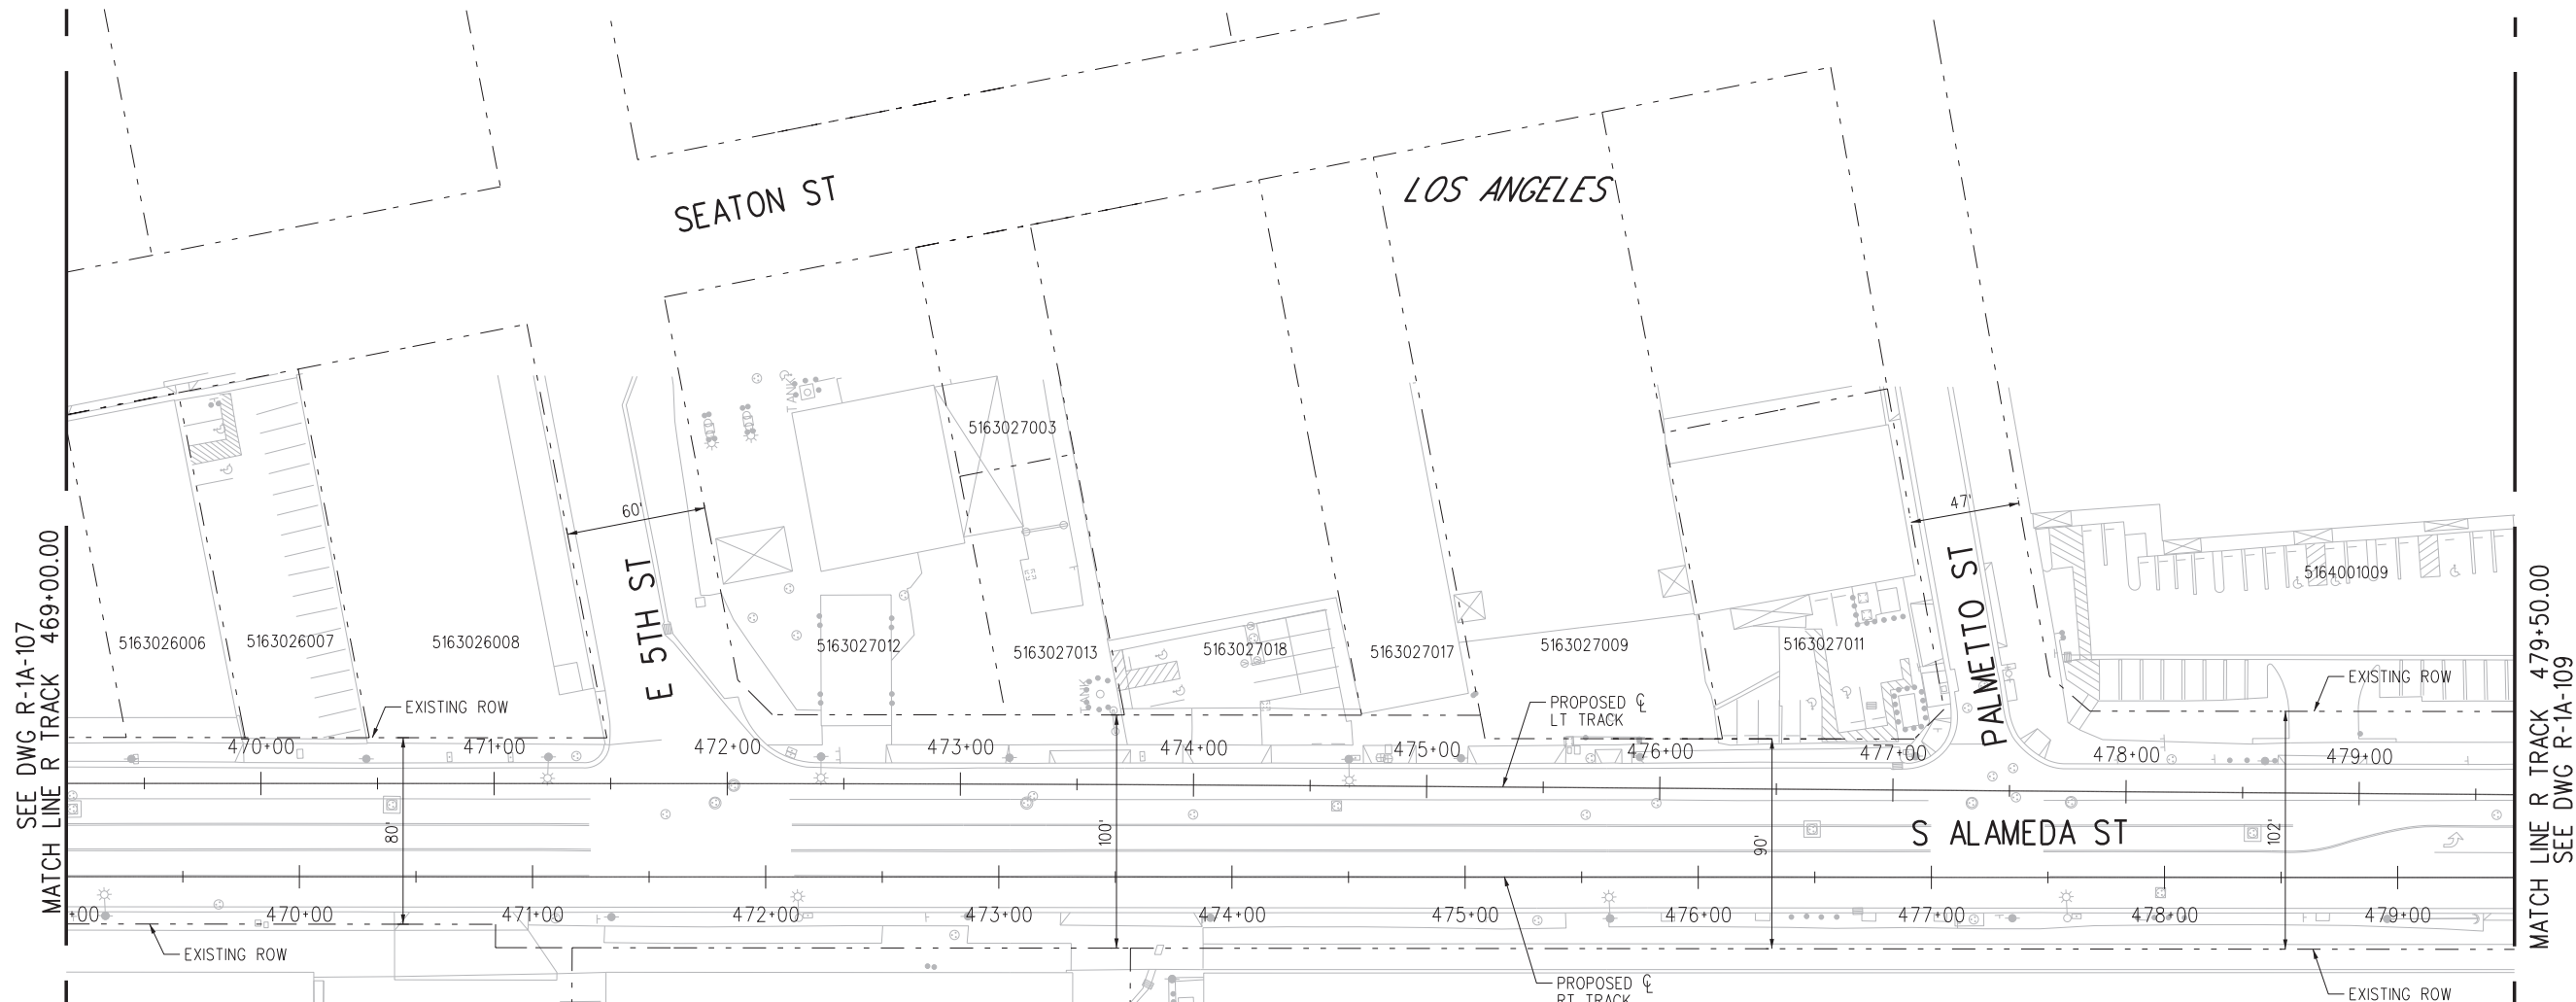 SEATON ST
LOS ANGELES
TANK
5163027003
60'
47'
E 5TH ST
PALMETTO ST
5164001009
5163026006
5163026007
5163026008
5163027012
5163027013
5163027018
5163027017
5163027009
5163027011
TANK
EXISTING ROW
PROPOSED ℄
LT TRACK
EXISTING ROW
470+00
471+00
472+00
473+00
474+00
475+00
476+00
477+00
478+00
479+00
80'
100'
90'
102'
S ALAMEDA ST
+00
470+00
471+00
472+00
473+00
474+00
475+00
476+00
477+00
478+00
479+00
EXISTING ROW
PROPOSED ℄
RT TRACK
EXISTING ROW
SEE DWG R-1A-107
MATCH LINE R TRACK 469+00.00
MATCH LINE R TRACK 479+50.00
SEE DWG R-1A-109